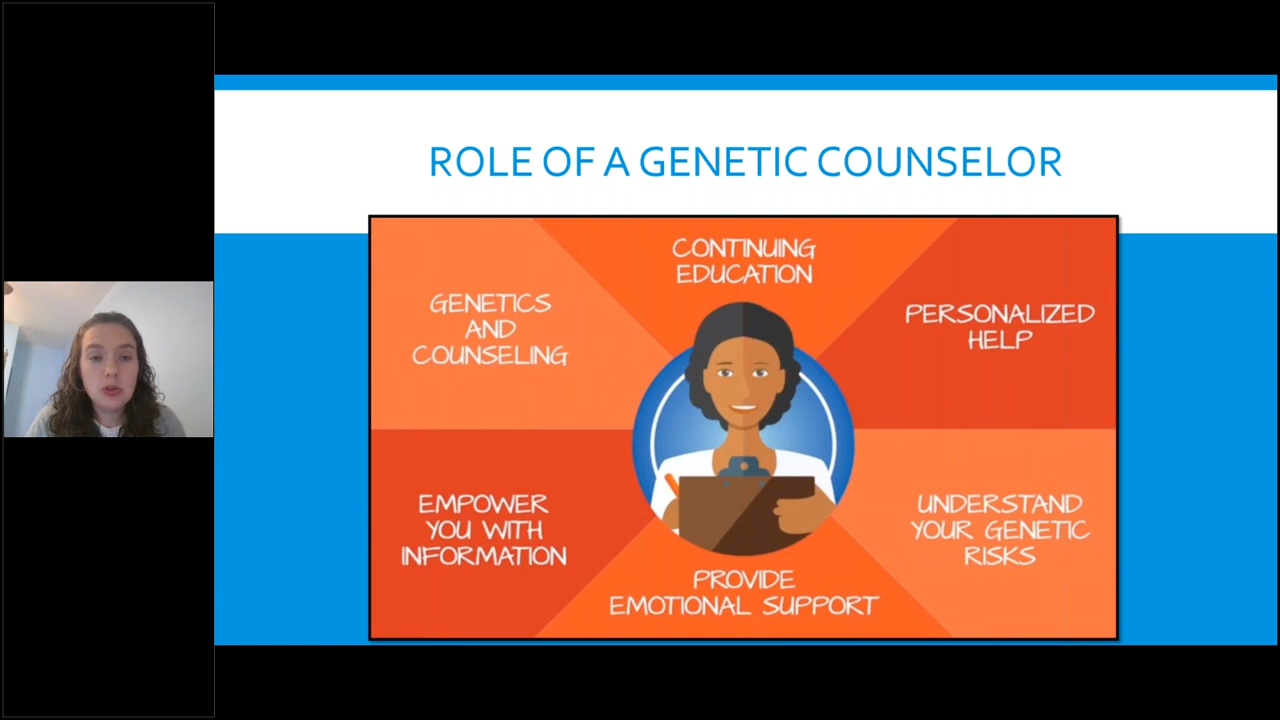 ROLE OF A GENETIC COUNSELOR
CONTINUING
EDUCATION
GENETICS
AND
COUNSELING
PERSONALIZED
HELP
EMPOWER
YOU WITH
INFORMATION
UNDERSTAND
YOUR GENETIC
RISKS
PROVIDE
EMOTIONAL SUPPORT